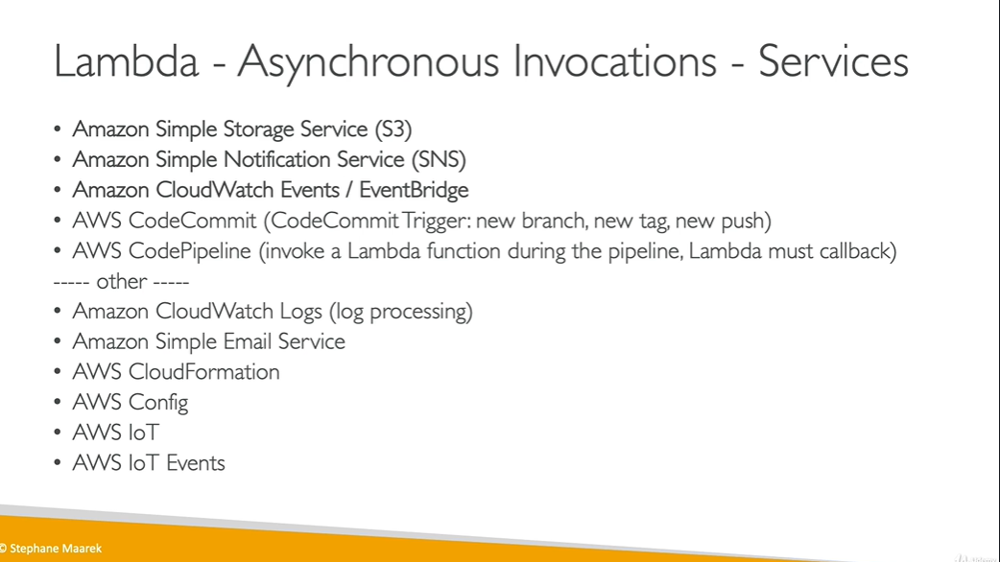 Lambda - Asynchronous Invocations - Services
• Amazon Simple Storage Service (S3)
• Amazon Simple Notification Service (SNS)
• Amazon CloudWatch Events / EventBridge
• AWS CodeCommit (CodeCommit Trigger: new branch, new tag, new push)
• AWS CodePipeline (invoke a Lambda function during the pipeline, Lambda must callback)
----- other -----
• Amazon CloudWatch Logs (log processing)
• Amazon Simple Email Service
• AWS CloudFormation
• AWS Config
• AWS IoT
• AWS IoT Events
© Stephane Maarek